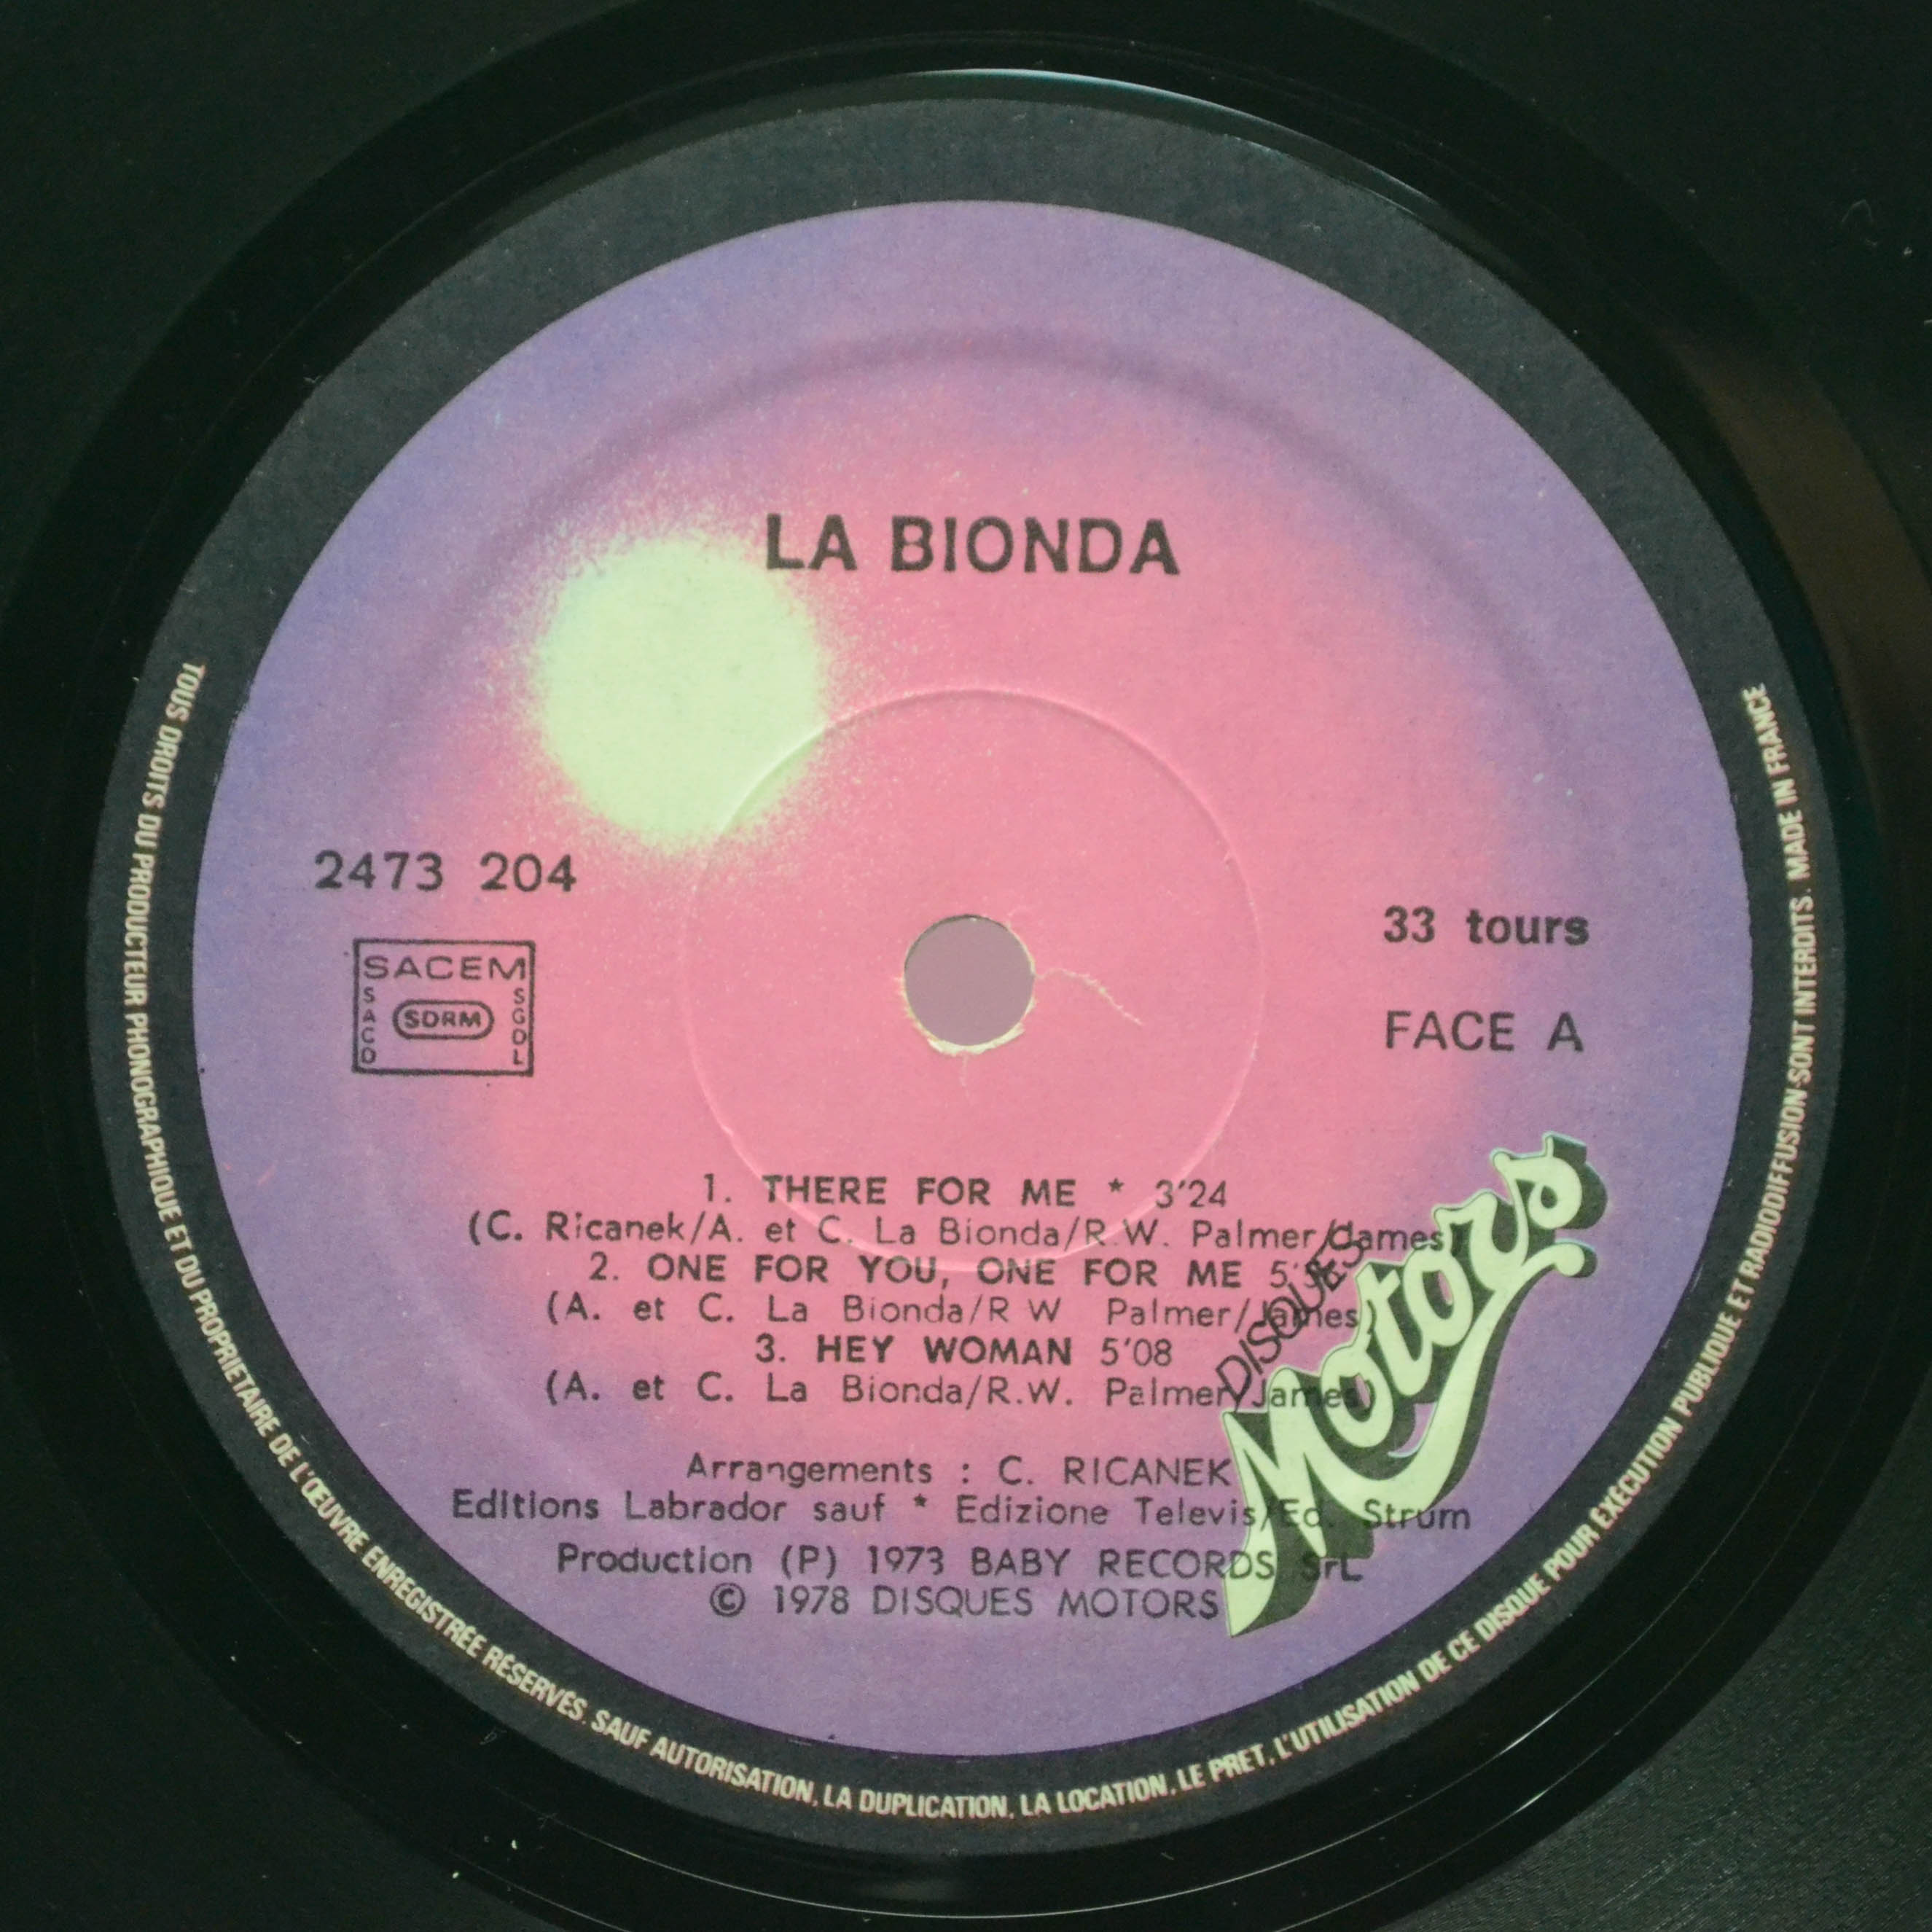 LA BIONDA
2473 204
SACEM
SACD
SDRM
SGDL
33 tours
FACE A
1. THERE FOR ME * 3'24
(C. Ricanek/A. et C. La Bionda/R.W. Palmer/James)
2. ONE FOR YOU, ONE FOR ME
(A. et C. La Bionda/R W Palmer/James)
3. HEY WOMAN 5'08
(A. et C. La Bionda/R.W. Palmer/James)
DISQUES
Motors
Arrangements : C. RICANEK
Editions Labrador sauf * Edizione Televis/Ed. Strum
Production (P) 1973 BABY RECORDS SrL
© 1978 DISQUES MOTORS
TOUS DROITS DU PRODUCTEUR PHONOGRAPHIQUE ET DU PROPRIETAIRE DE L'ŒUVRE ENREGISTRÉE RÉSERVÉS. SAUF AUTORISATION, LA DUPLICATION, LA LOCATION, LE PRET, L'UTILISATION DE CE DISQUE POUR EXECUTION PUBLIQUE ET RADIODIFFUSION SONT INTERDITS. MADE IN FRANCE